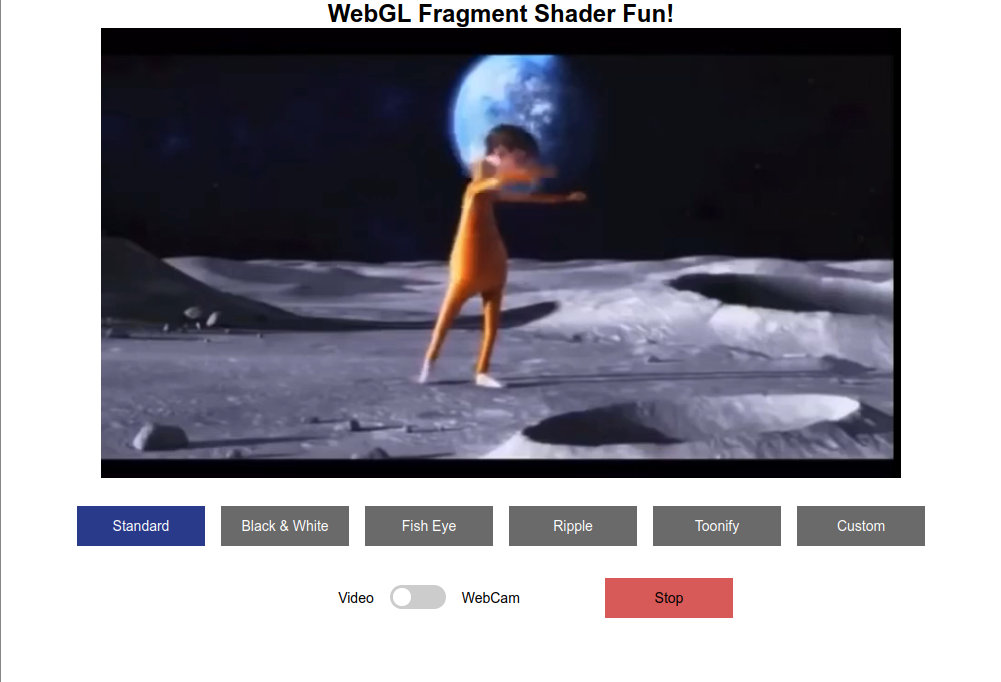 WebGL Fragment Shader Fun!
Standard
Black & White
Fish Eye
Ripple
Toonify
Custom
Video
WebCam
Stop